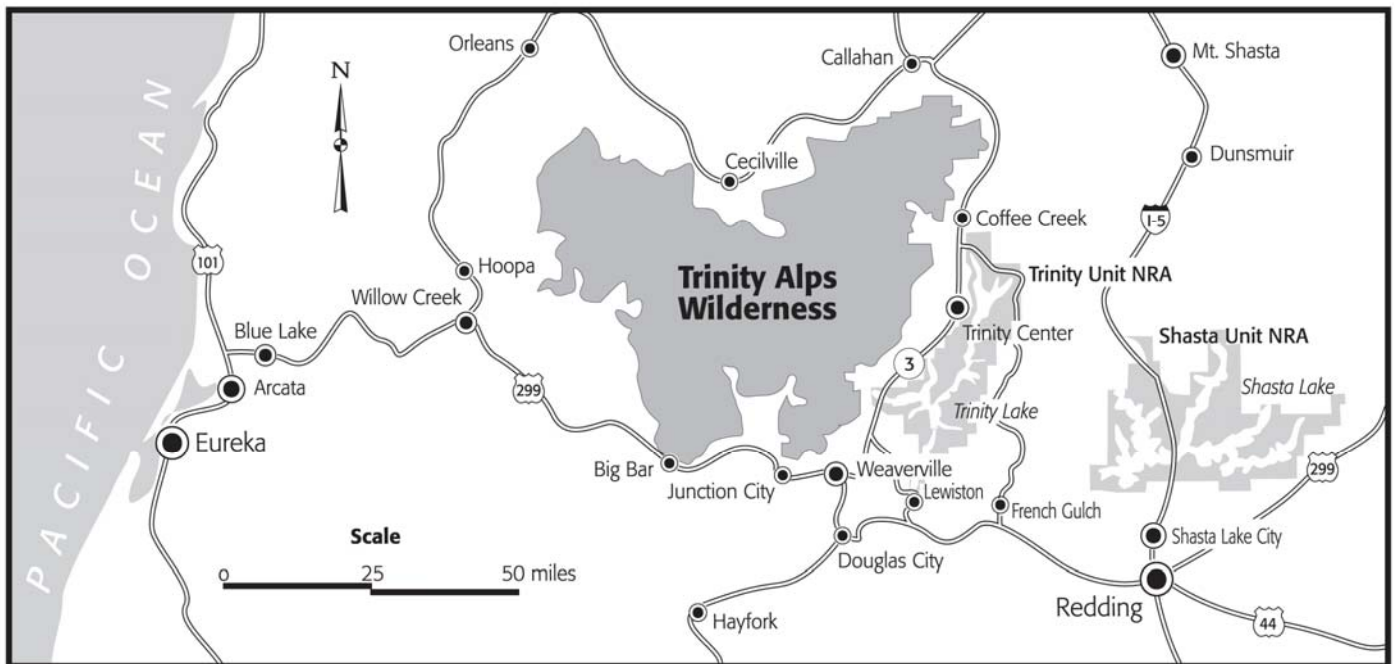 Orleans
Callahan
Mt. Shasta
N
Cecilville
Dunsmuir
PACIFIC OCEAN
Coffee Creek
I-5
101
Hoopa
Trinity Alps
Wilderness
Trinity Unit NRA
Willow Creek
Blue Lake
Trinity Center
Shasta Unit NRA
3
Arcata
299
Trinity Lake
Shasta Lake
Eureka
Big Bar
Junction City
Weaverville
Lewiston
French Gulch
299
Scale
0 25 50 miles
Douglas City
Shasta Lake City
Hayfork
Redding
44